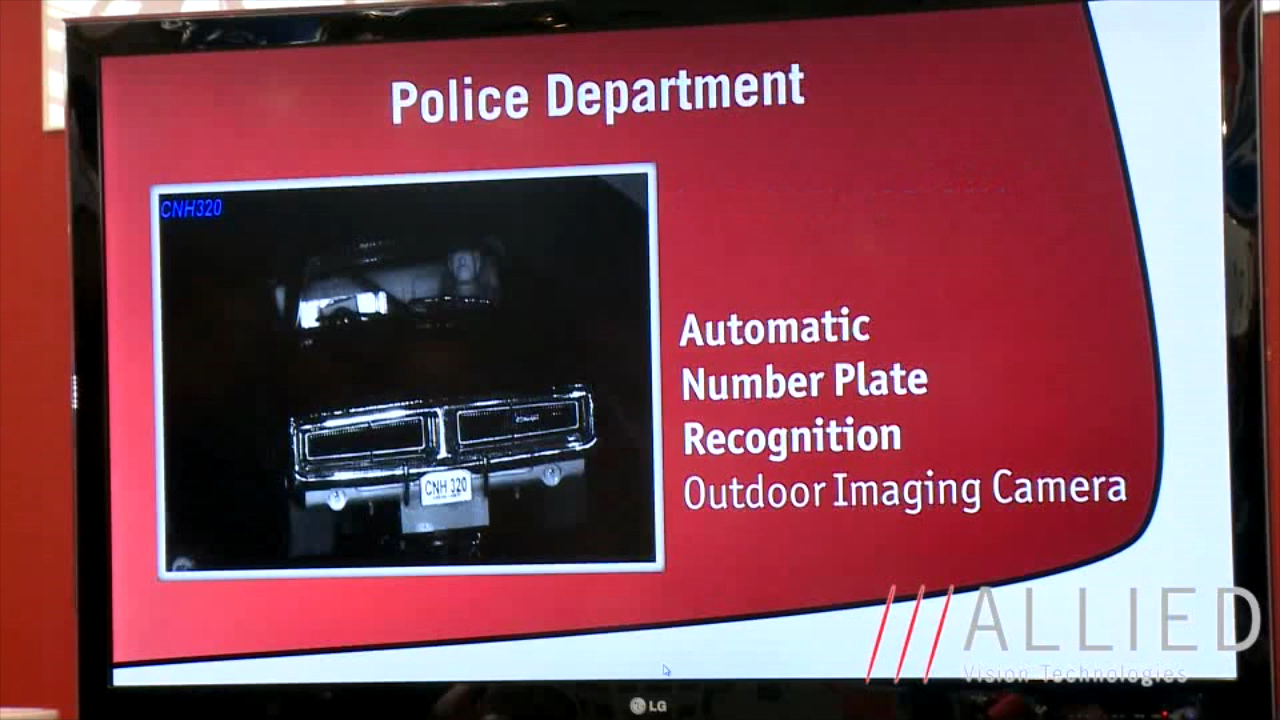 Police Department
CNH320
CNH 320
Automatic
Number Plate
Recognition
Outdoor Imaging Camera
ALLIED
Vision Technologies
LG